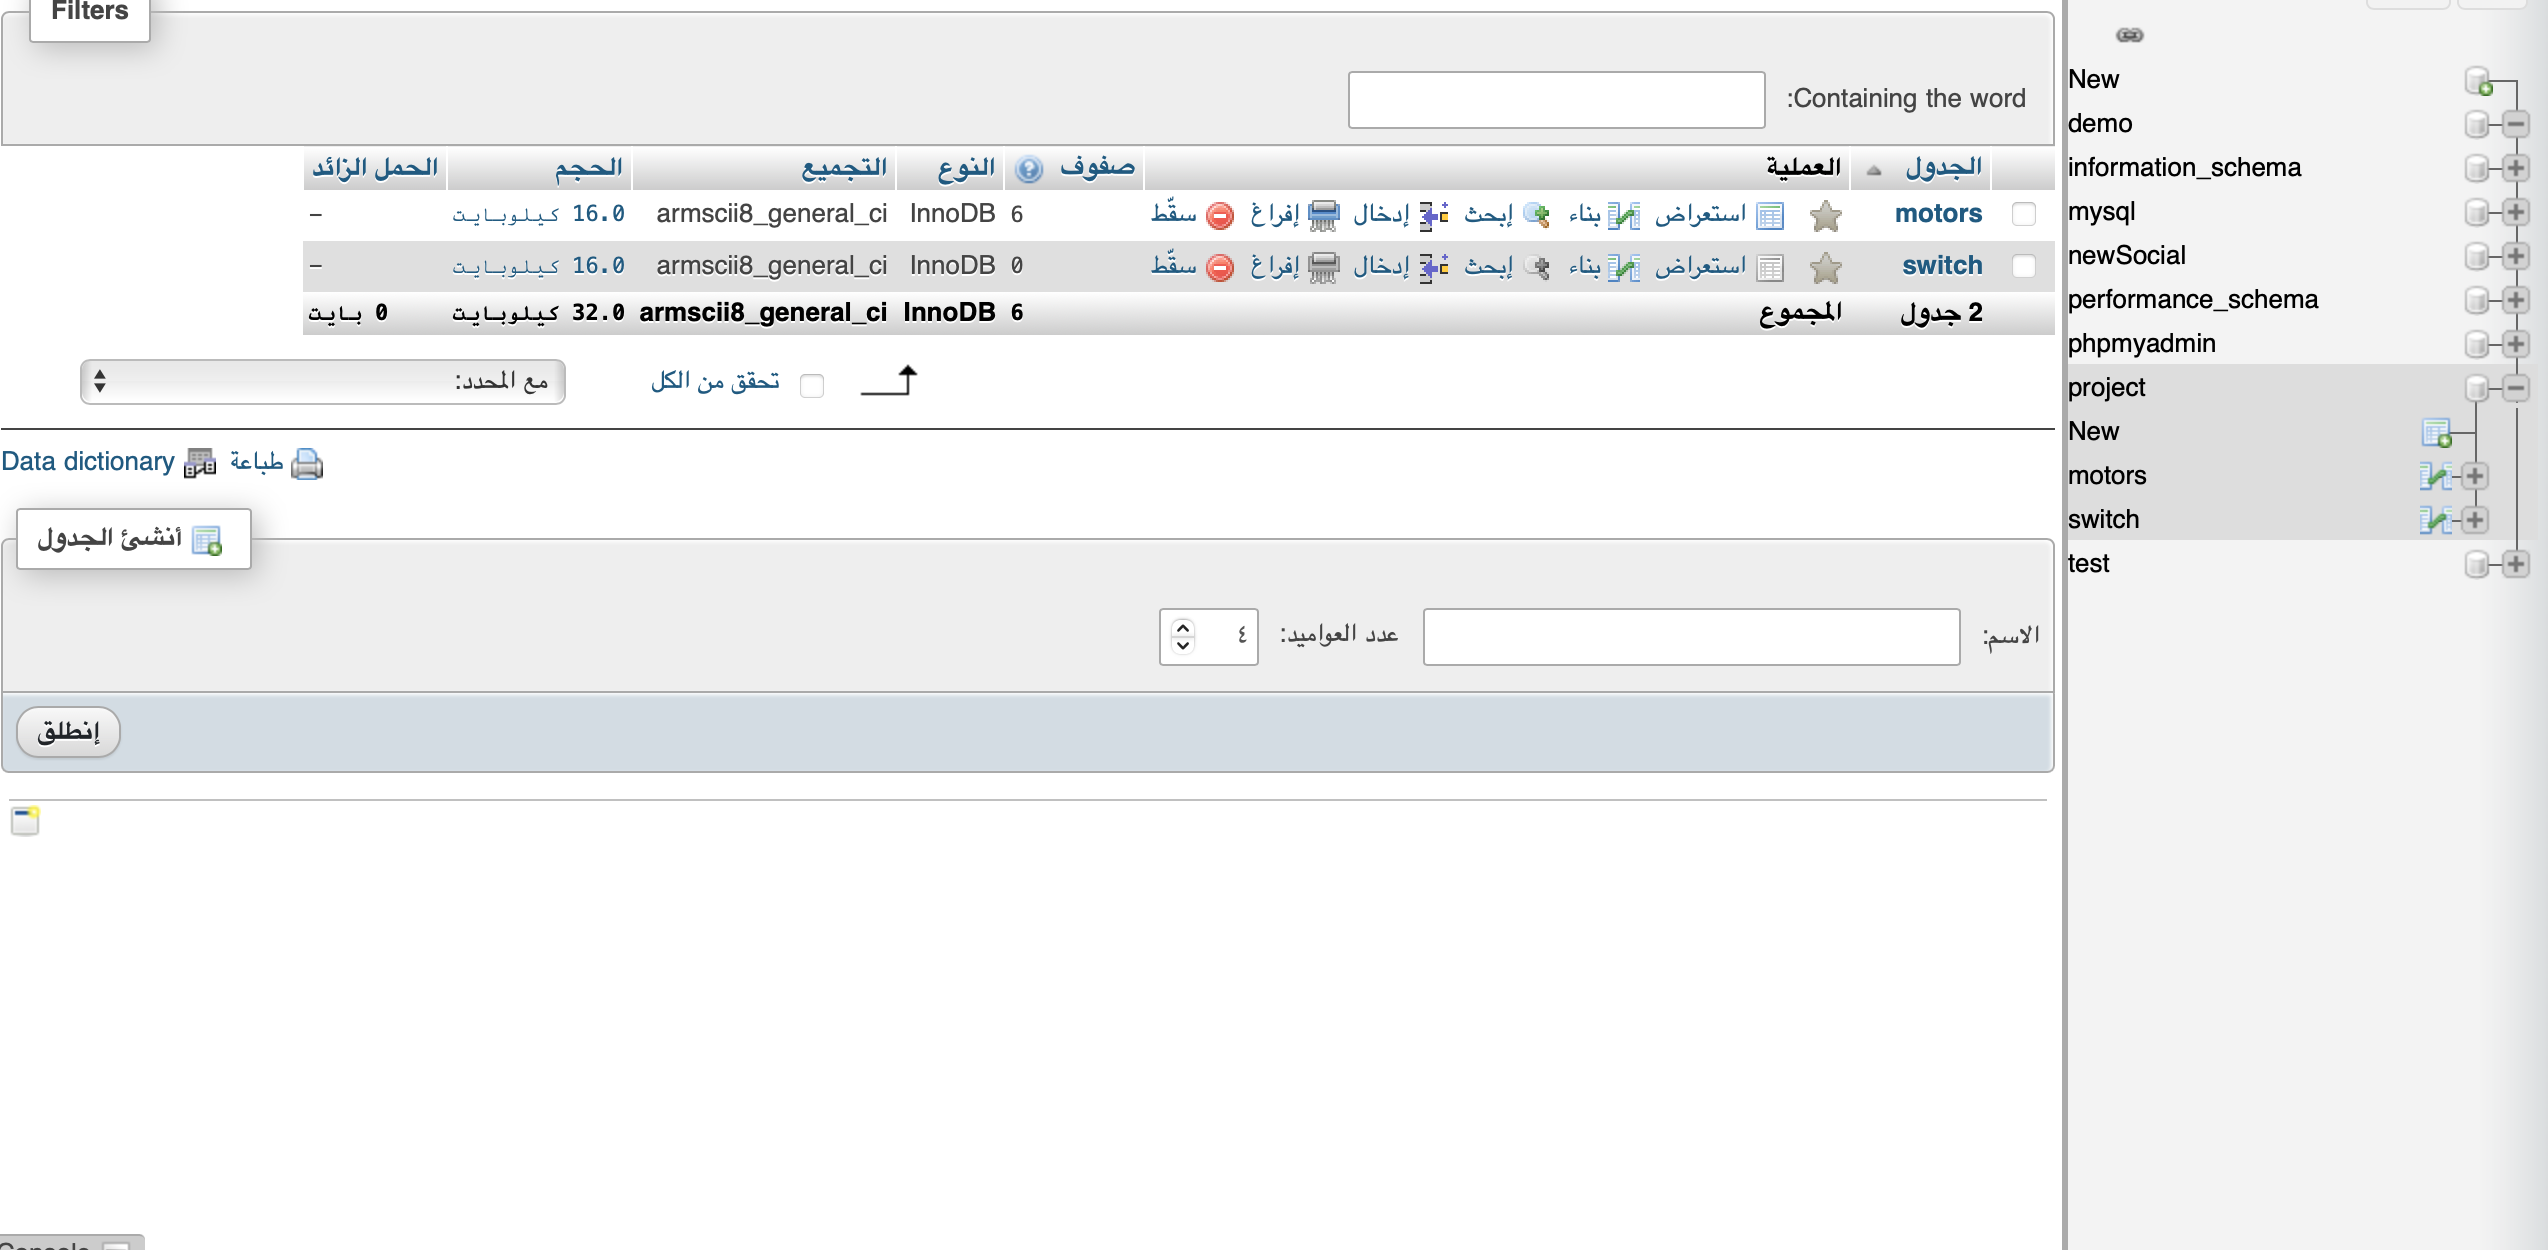 Filters
Containing the word:
الجدول العملية صفوف النوع التجميع الحجم الحمل الزائد
motors استعراض بناء إبحث إدخال إفراغ سقّط 6 InnoDB armscii8_general_ci 16.0 كيلوبايت –
switch استعراض بناء إبحث إدخال إفراغ سقّط 0 InnoDB armscii8_general_ci 16.0 كيلوبايت –
2 جدول المجموع 6 InnoDB armscii8_general_ci 32.0 كيلوبايت 0 بايت
تحقق من الكل مع المحدد:
طباعة Data dictionary
أنشئ الجدول
الاسم: عدد العواميد: ٤
إنطلق
Console
New
demo
information_schema
mysql
newSocial
performance_schema
phpmyadmin
project
New
motors
switch
test